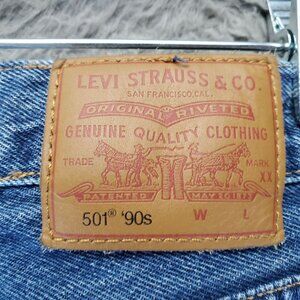 LEVI STRAUSS & CO.
SAN FRANCISCO, CAL.
ORIGINAL RIVETED
GENUINE QUALITY CLOTHING
TRADE MARK
XX
PATENTED MAY 20 1873
501® '90s W L